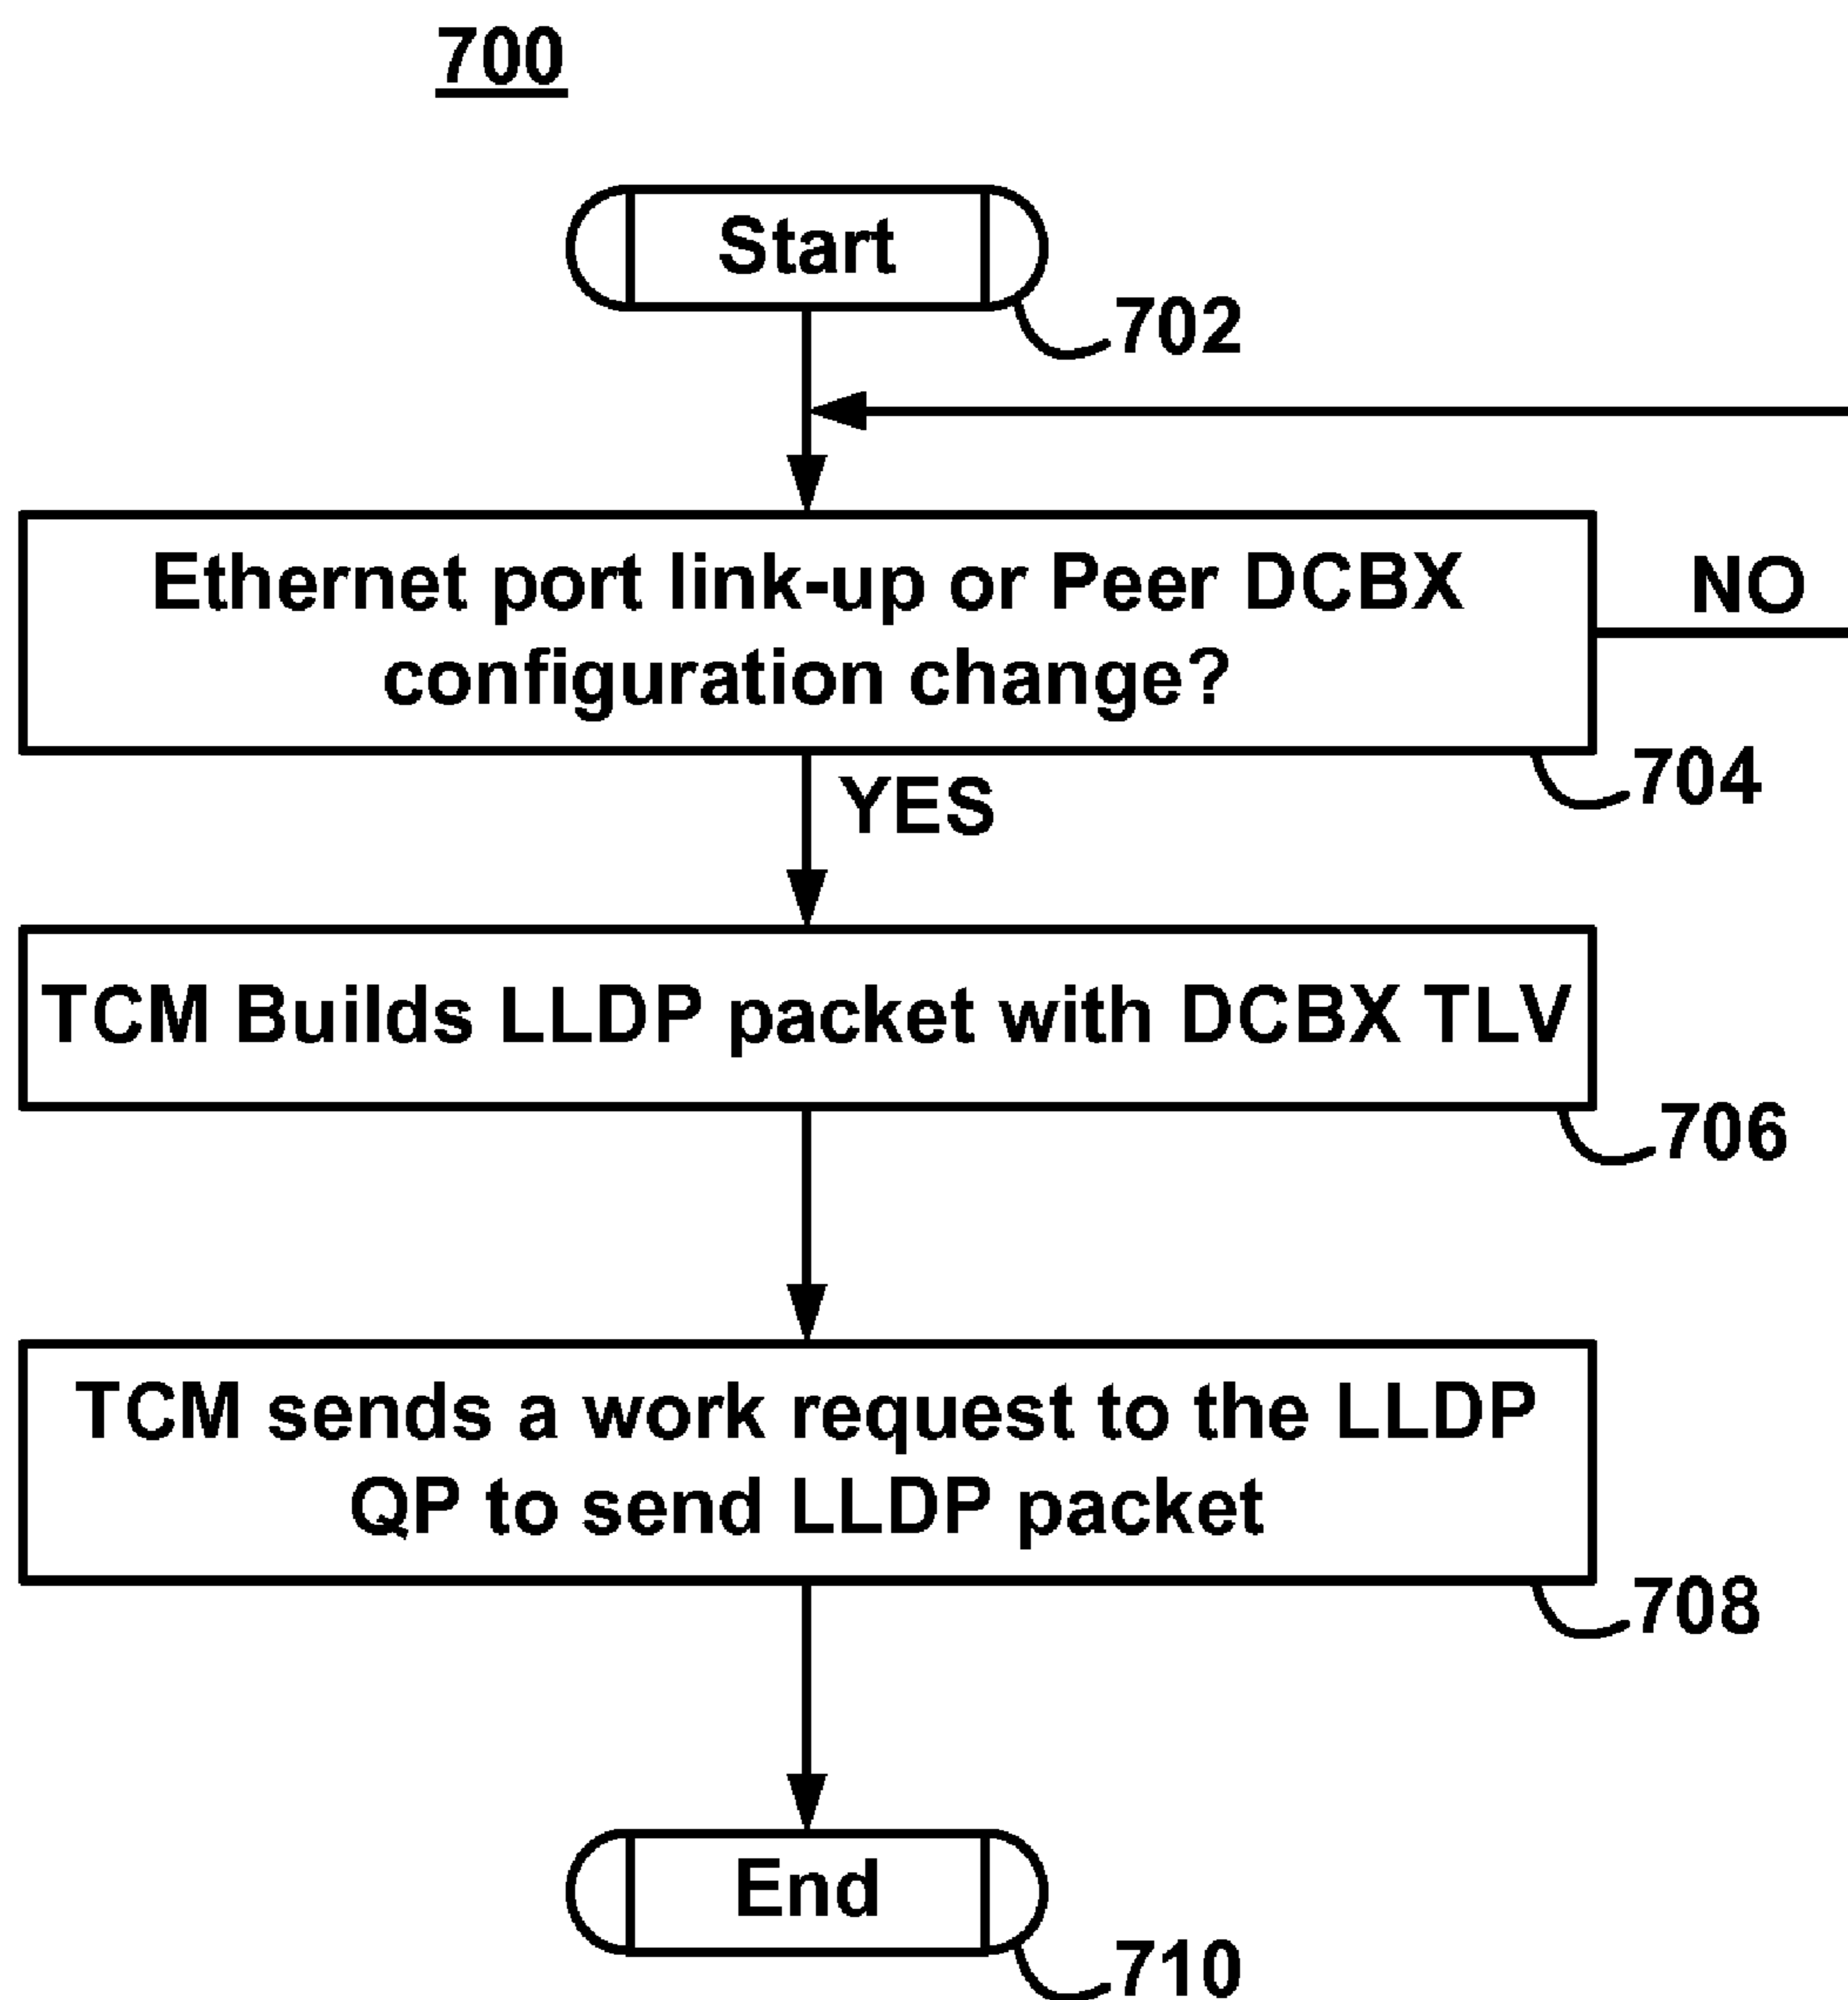 700
Start
702
Ethernet port link-up or Peer DCBX
configuration change?
NO
704
YES
TCM Builds LLDP packet with DCBX TLV
706
TCM sends a work request to the LLDP
QP to send LLDP packet
708
End
710